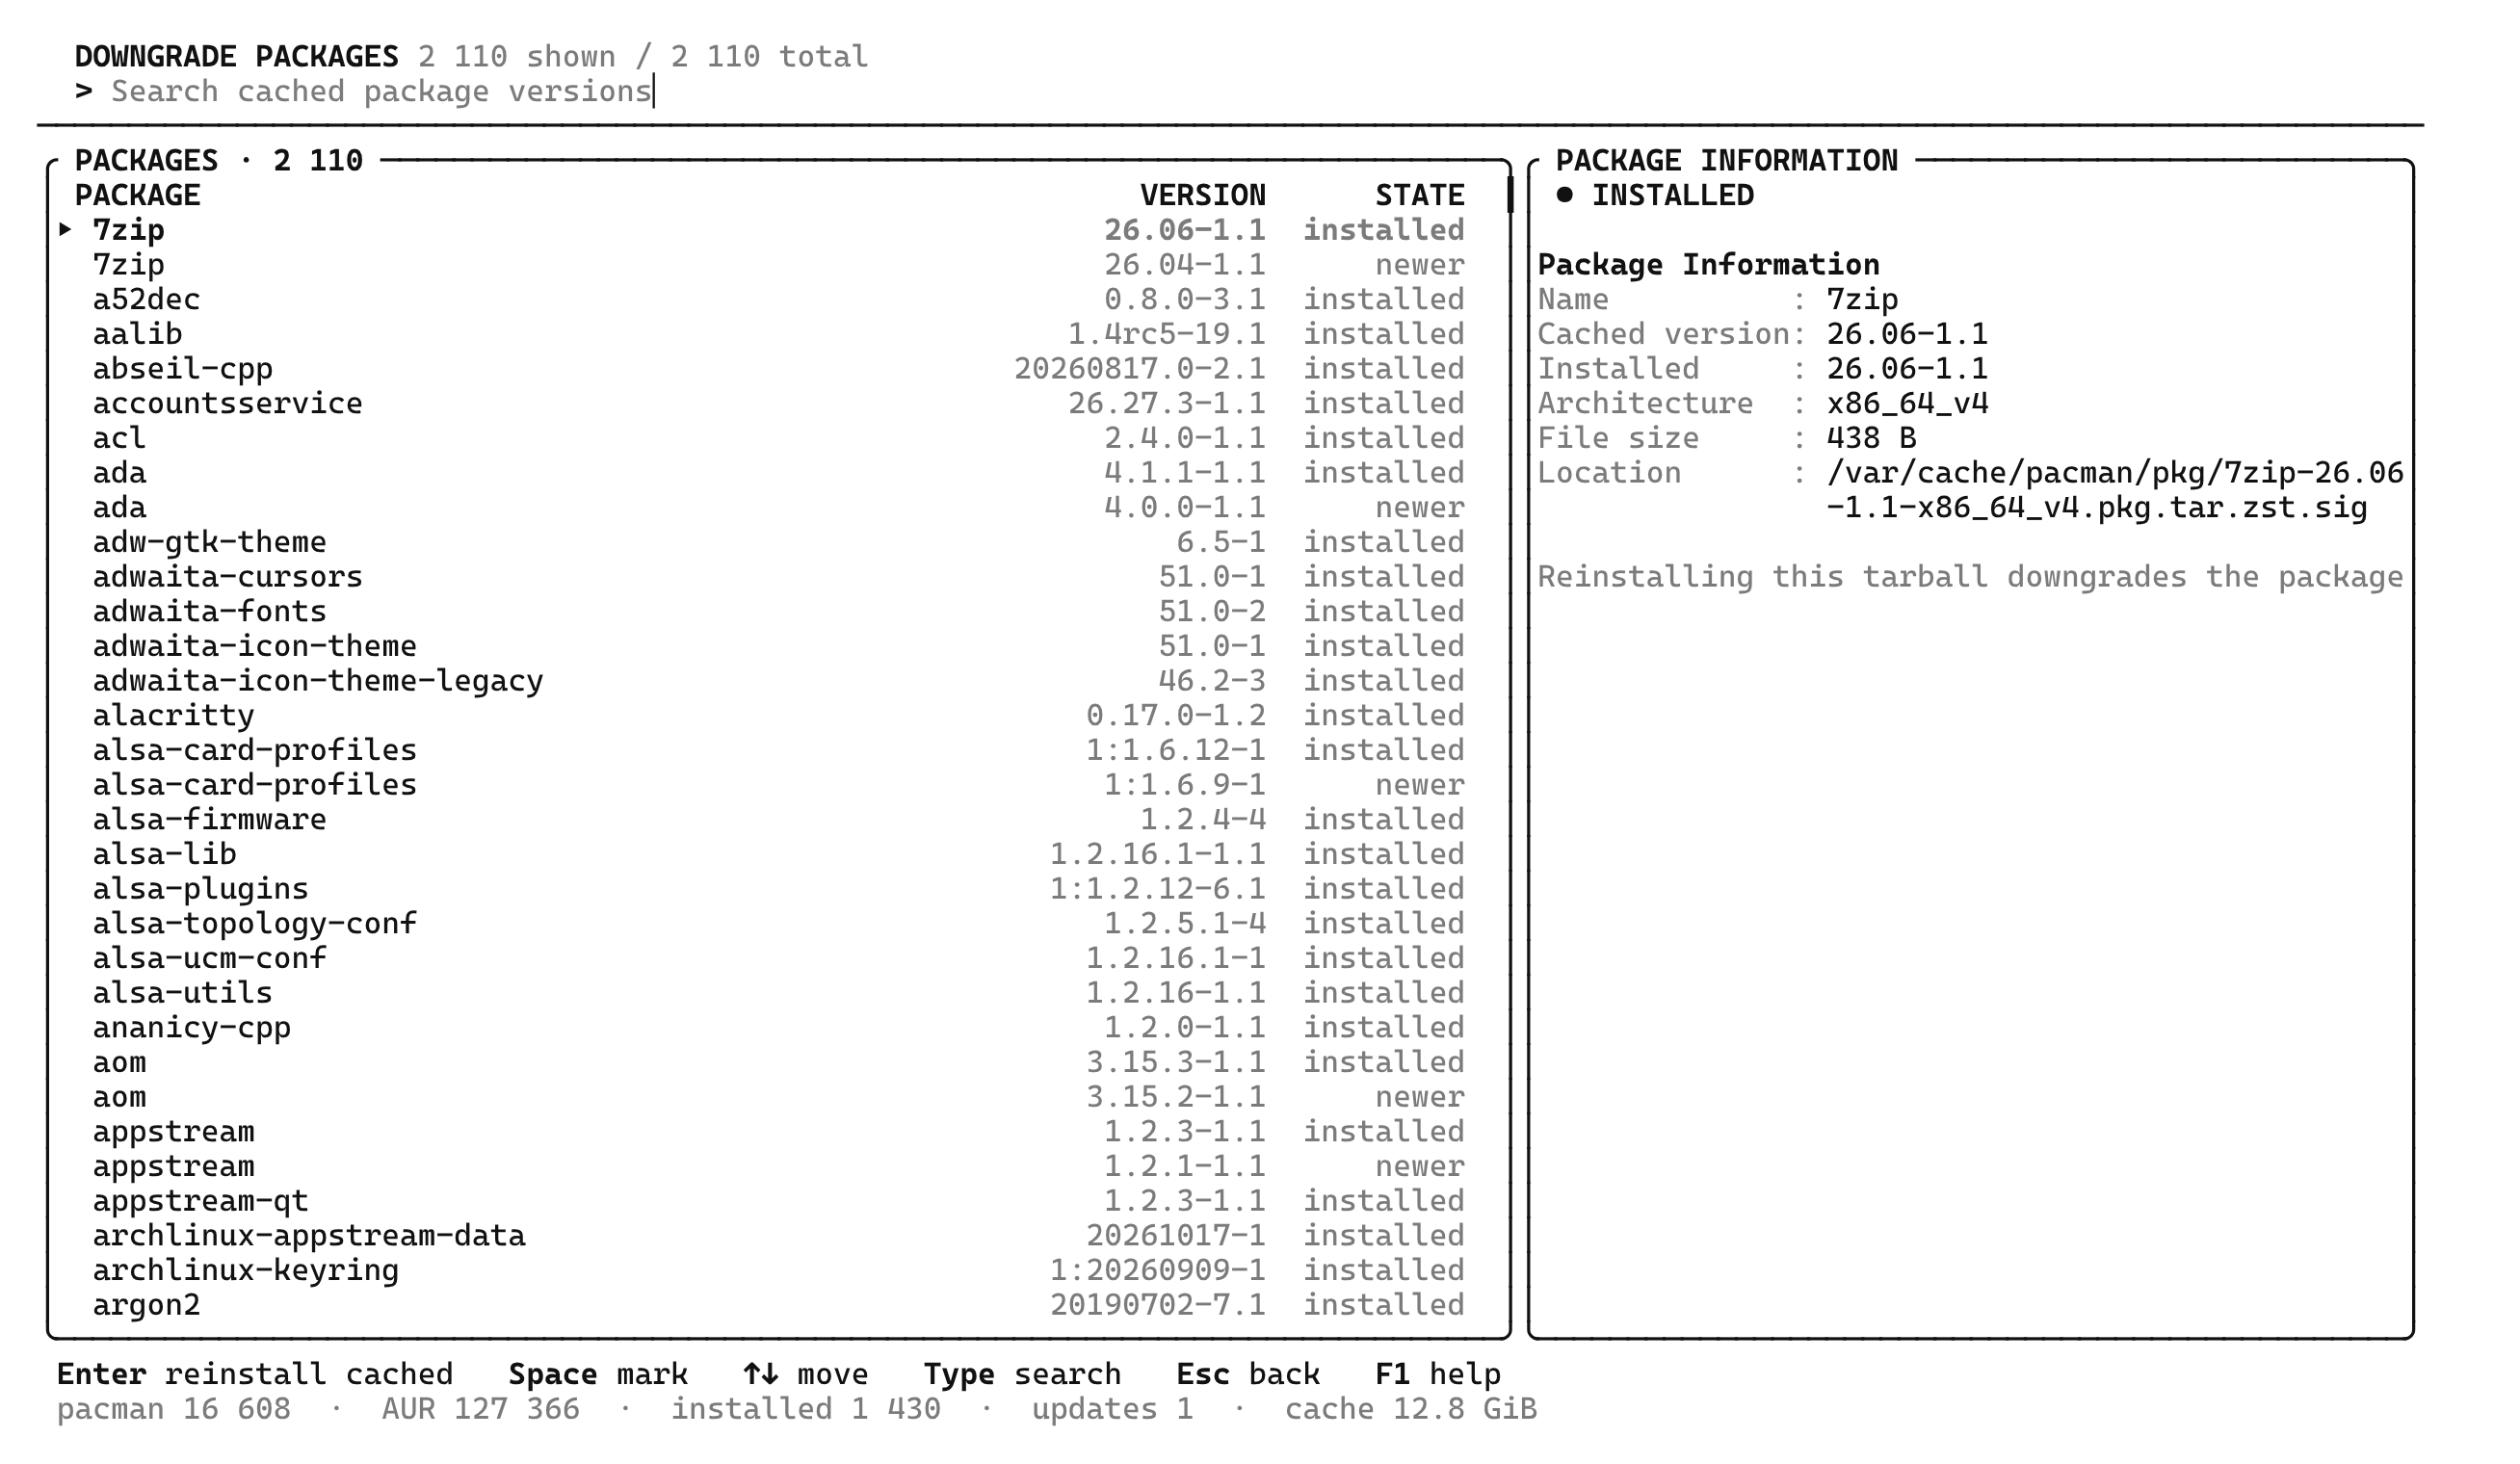 DOWNGRADE PACKAGES 2 110 shown / 2 110 total
> Search cached package versions
PACKAGES · 2 110
PACKAGE VERSION STATE
▸ 7zip 26.06-1.1 installed
7zip 26.04-1.1 newer
a52dec 0.8.0-3.1 installed
aalib 1.4rc5-19.1 installed
abseil-cpp 20260817.0-2.1 installed
accountsservice 26.27.3-1.1 installed
acl 2.4.0-1.1 installed
ada 4.1.1-1.1 installed
ada 4.0.0-1.1 newer
adw-gtk-theme 6.5-1 installed
adwaita-cursors 51.0-1 installed
adwaita-fonts 51.0-2 installed
adwaita-icon-theme 51.0-1 installed
adwaita-icon-theme-legacy 46.2-3 installed
alacritty 0.17.0-1.2 installed
alsa-card-profiles 1:1.6.12-1 installed
alsa-card-profiles 1:1.6.9-1 newer
alsa-firmware 1.2.4-4 installed
alsa-lib 1.2.16.1-1.1 installed
alsa-plugins 1:1.2.12-6.1 installed
alsa-topology-conf 1.2.5.1-4 installed
alsa-ucm-conf 1.2.16.1-1 installed
alsa-utils 1.2.16-1.1 installed
ananicy-cpp 1.2.0-1.1 installed
aom 3.15.3-1.1 installed
aom 3.15.2-1.1 newer
appstream 1.2.3-1.1 installed
appstream 1.2.1-1.1 newer
appstream-qt 1.2.3-1.1 installed
archlinux-appstream-data 20261017-1 installed
archlinux-keyring 1:20260909-1 installed
argon2 20190702-7.1 installed
PACKAGE INFORMATION
● INSTALLED
Package Information
Name : 7zip
Cached version: 26.06-1.1
Installed : 26.06-1.1
Architecture : x86_64_v4
File size : 438 B
Location : /var/cache/pacman/pkg/7zip-26.06
-1.1-x86_64_v4.pkg.tar.zst.sig
Reinstalling this tarball downgrades the package
Enter reinstall cached Space mark ↑↓ move Type search Esc back F1 help
pacman 16 608 · AUR 127 366 · installed 1 430 · updates 1 · cache 12.8 GiB